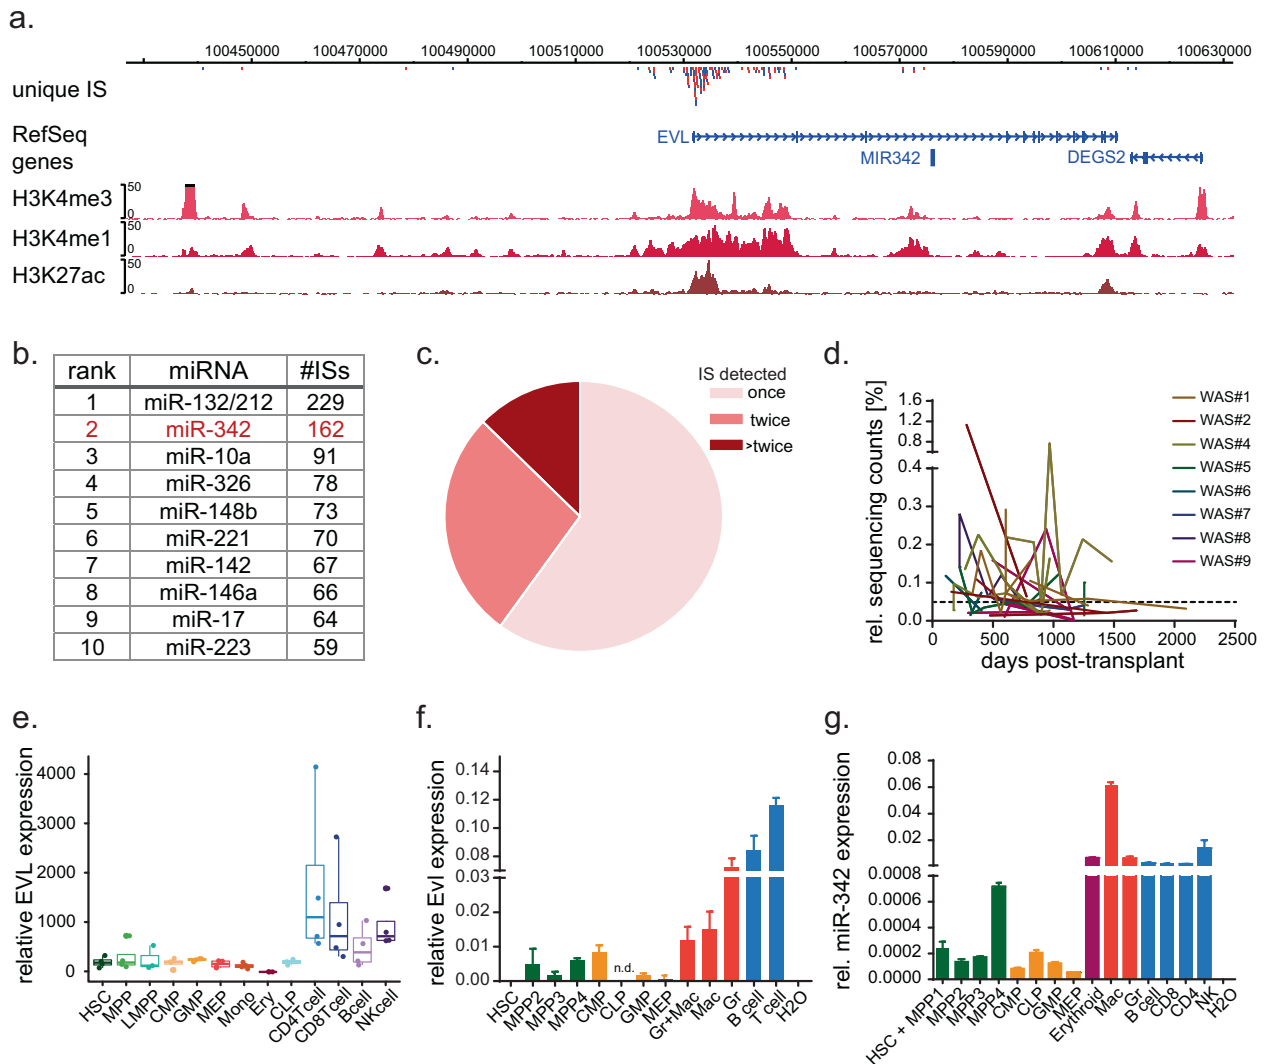 a.
100450000 100470000 100490000 100510000 100530000 100550000 100570000 100590000 100610000 100630000
unique IS
RefSeq
genes
EVL
MIR342
DEGS2
H3K4me3
50
0
H3K4me1
50
0
H3K27ac
50
0
b.
rank miRNA #ISs
1 miR-132/212 229
2 miR-342 162
3 miR-10a 91
4 miR-326 78
5 miR-148b 73
6 miR-221 70
7 miR-142 67
8 miR-146a 66
9 miR-17 64
10 miR-223 59
c.
IS detected
once
twice
>twice
d.
rel. sequencing counts [%]
1.6
1.2
0.8
0.4
0.3
0.2
0.1
0.0
0 500 1000 1500 2000 2500
days post-transplant
WAS#1
WAS#2
WAS#4
WAS#5
WAS#6
WAS#7
WAS#8
WAS#9
e.
relative EVL expression
4000
3000
2000
1000
0
HSC MPP LMPP CMP GMP MEP Mono Ery CLP CD4Tcell CD8Tcell Bcell NKcell
f.
relative Evl expression
0.14
0.12
0.10
0.08
0.03
0.02
0.01
0.00
n.d.
HSC MPP2 MPP3 MPP4 CMP CLP GMP MEP Gr+Mac Mac Gr B cell T cell H2O
g.
rel. miR-342 expression
0.08
0.06
0.04
0.02
0.0008
0.0006
0.0004
0.0002
0.0000
HSC + MPP1 MPP2 MPP3 MPP4 CMP CLP GMP MEP Erythroid Mac Gr B cell CD8 CD4 NK H2O